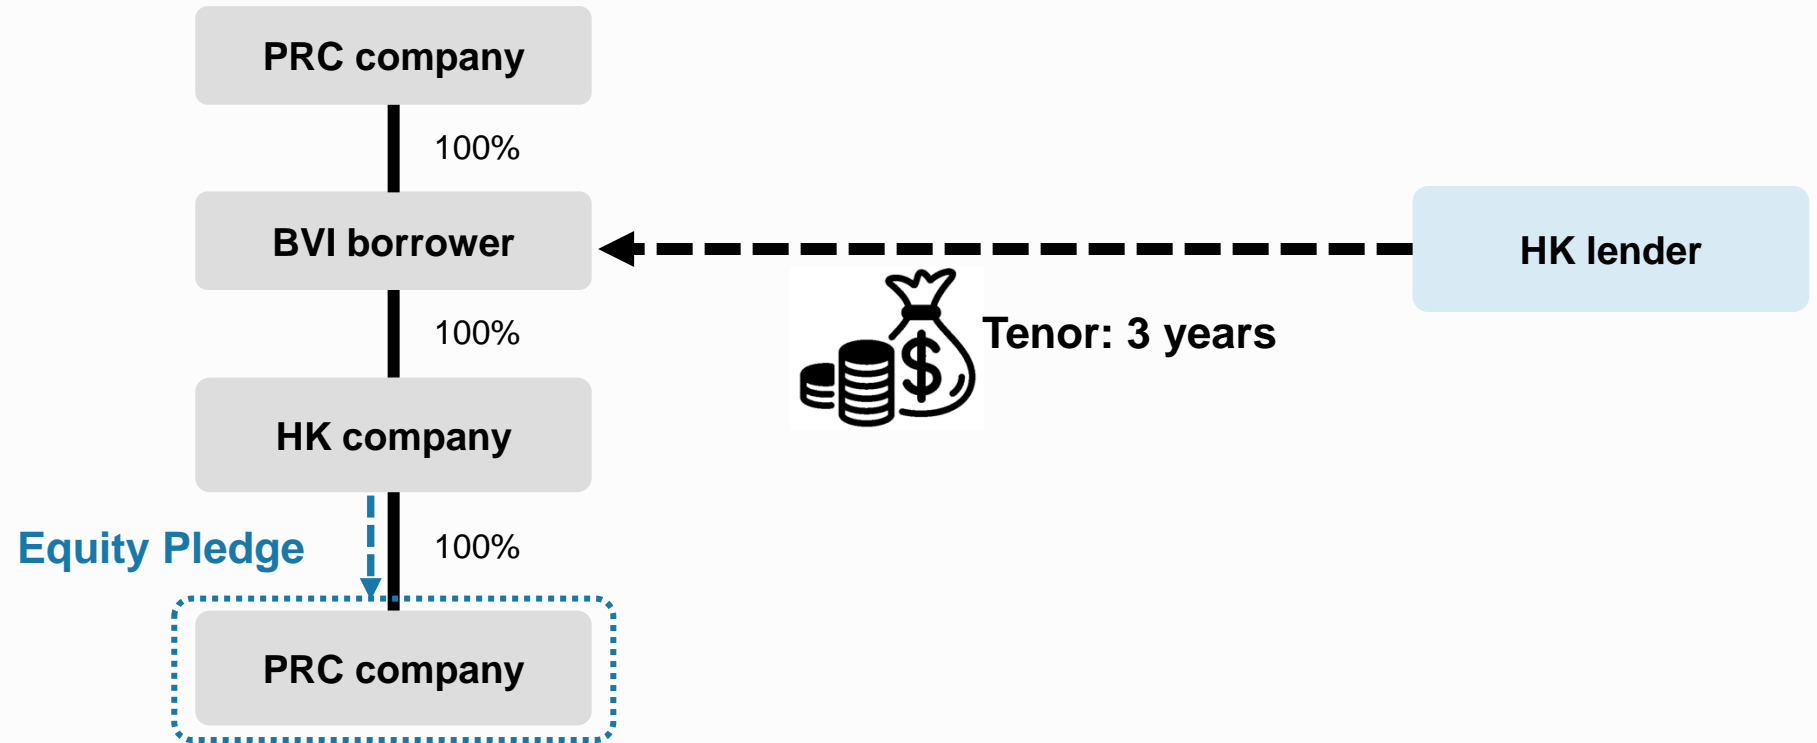 PRC company
100%
BVI borrower
HK lender
100%
$
Tenor: 3 years
HK company
Equity Pledge
100%
PRC company